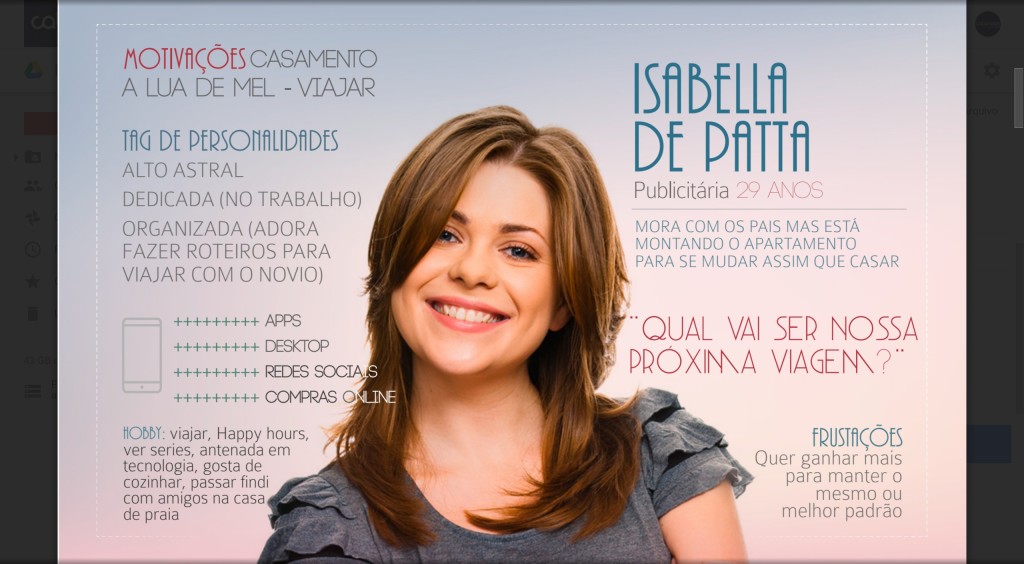 MOTIVAÇÕES CASAMENTO
A LUA DE MEL - VIAJAR
TAG DE PERSONALIDADES
ALTO ASTRAL
DEDICADA (NO TRABALHO)
ORGANIZADA (ADORA
FAZER ROTEIROS PARA
VIAJAR COM O NOVIO)
+++++++++ APPS
+++++++++ DESKTOP
+++++++++ REDES SOCIAIS
+++++++++ COMPRAS ONLINE
HOBBY: viajar, Happy hours,
ver series, antenada em
tecnologia, gosta de
cozinhar, passar findi
com amigos na casa
de praia
ISABELLA
DE PATTA
Publicitária 29 ANOS
MORA COM OS PAIS MAS ESTÁ
MONTANDO O APARTAMENTO
PARA SE MUDAR ASSIM QUE CASAR
"QUAL VAI SER NOSSA
PRÓXIMA VIAGEM?"
FRUSTAÇÕES
Quer ganhar mais
para manter o
mesmo ou
melhor padrão